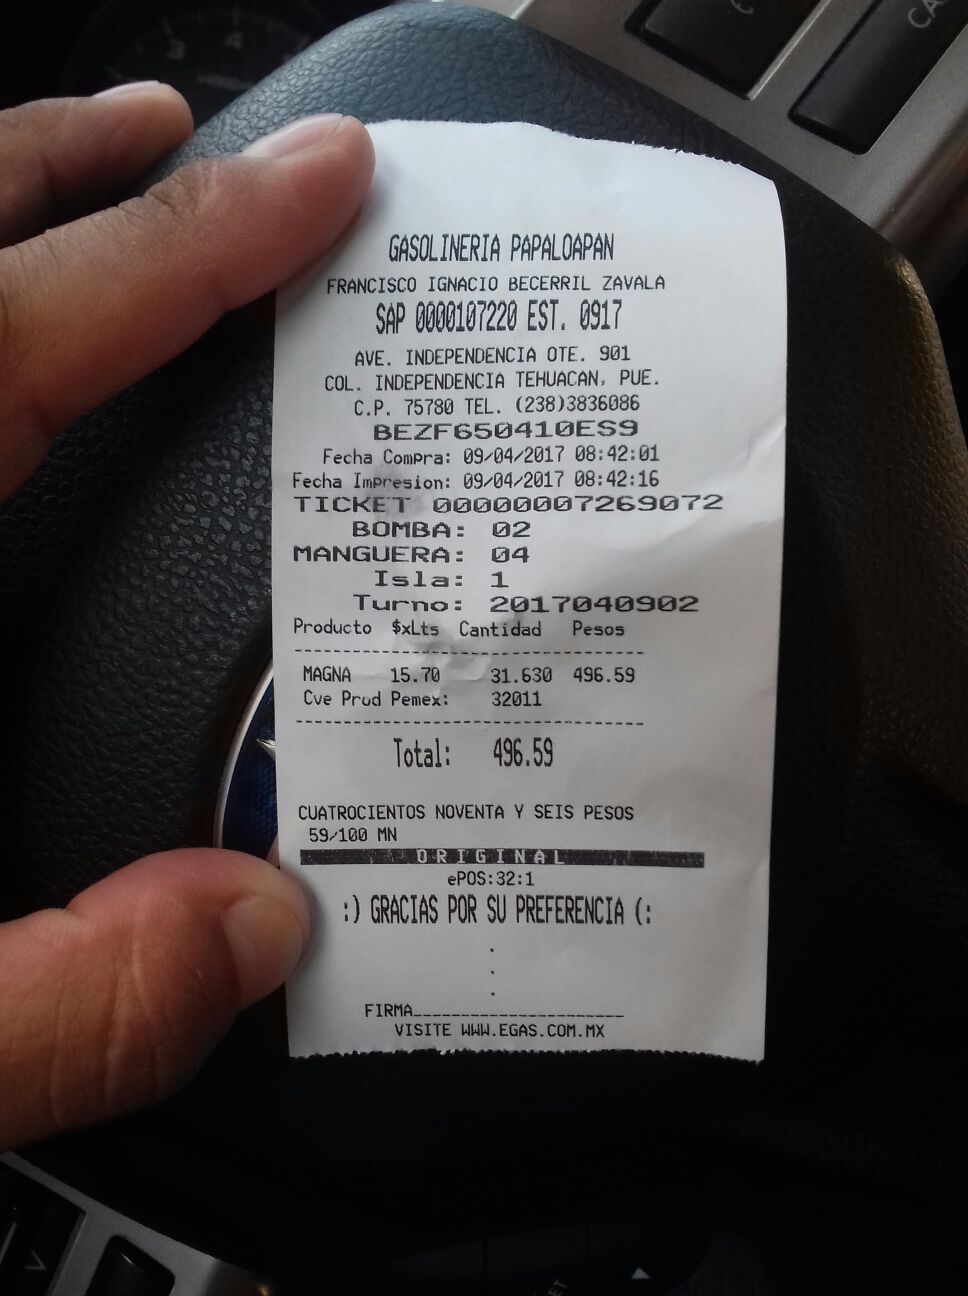 GASOLINERIA PAPALOAPAN
FRANCISCO IGNACIO BECERRIL ZAVALA
SAP 0000107220 EST. 0917
AVE. INDEPENDENCIA OTE. 901
COL. INDEPENDENCIA TEHUACAN, PUE.
C.P. 75780 TEL. (238)3836086
BEZF650410ES9
Fecha Compra: 09/04/2017 08:42:01
Fecha Impresion: 09/04/2017 08:42:16
TICKET 00000007269072
BOMBA: 02
MANGUERA: 04
Isla: 1
Turno: 2017040902
Producto $xLts Cantidad Pesos
MAGNA 15.70 31.630 496.59
Cve Prod Pemex: 32011
Total: 496.59
CUATROCIENTOS NOVENTA Y SEIS PESOS
59/100 MN
ORIGINAL
ePOS:32:1
:) GRACIAS POR SU PREFERENCIA (:
.
.
.
FIRMA_____________________
VISITE WWW.EGAS.COM.MX